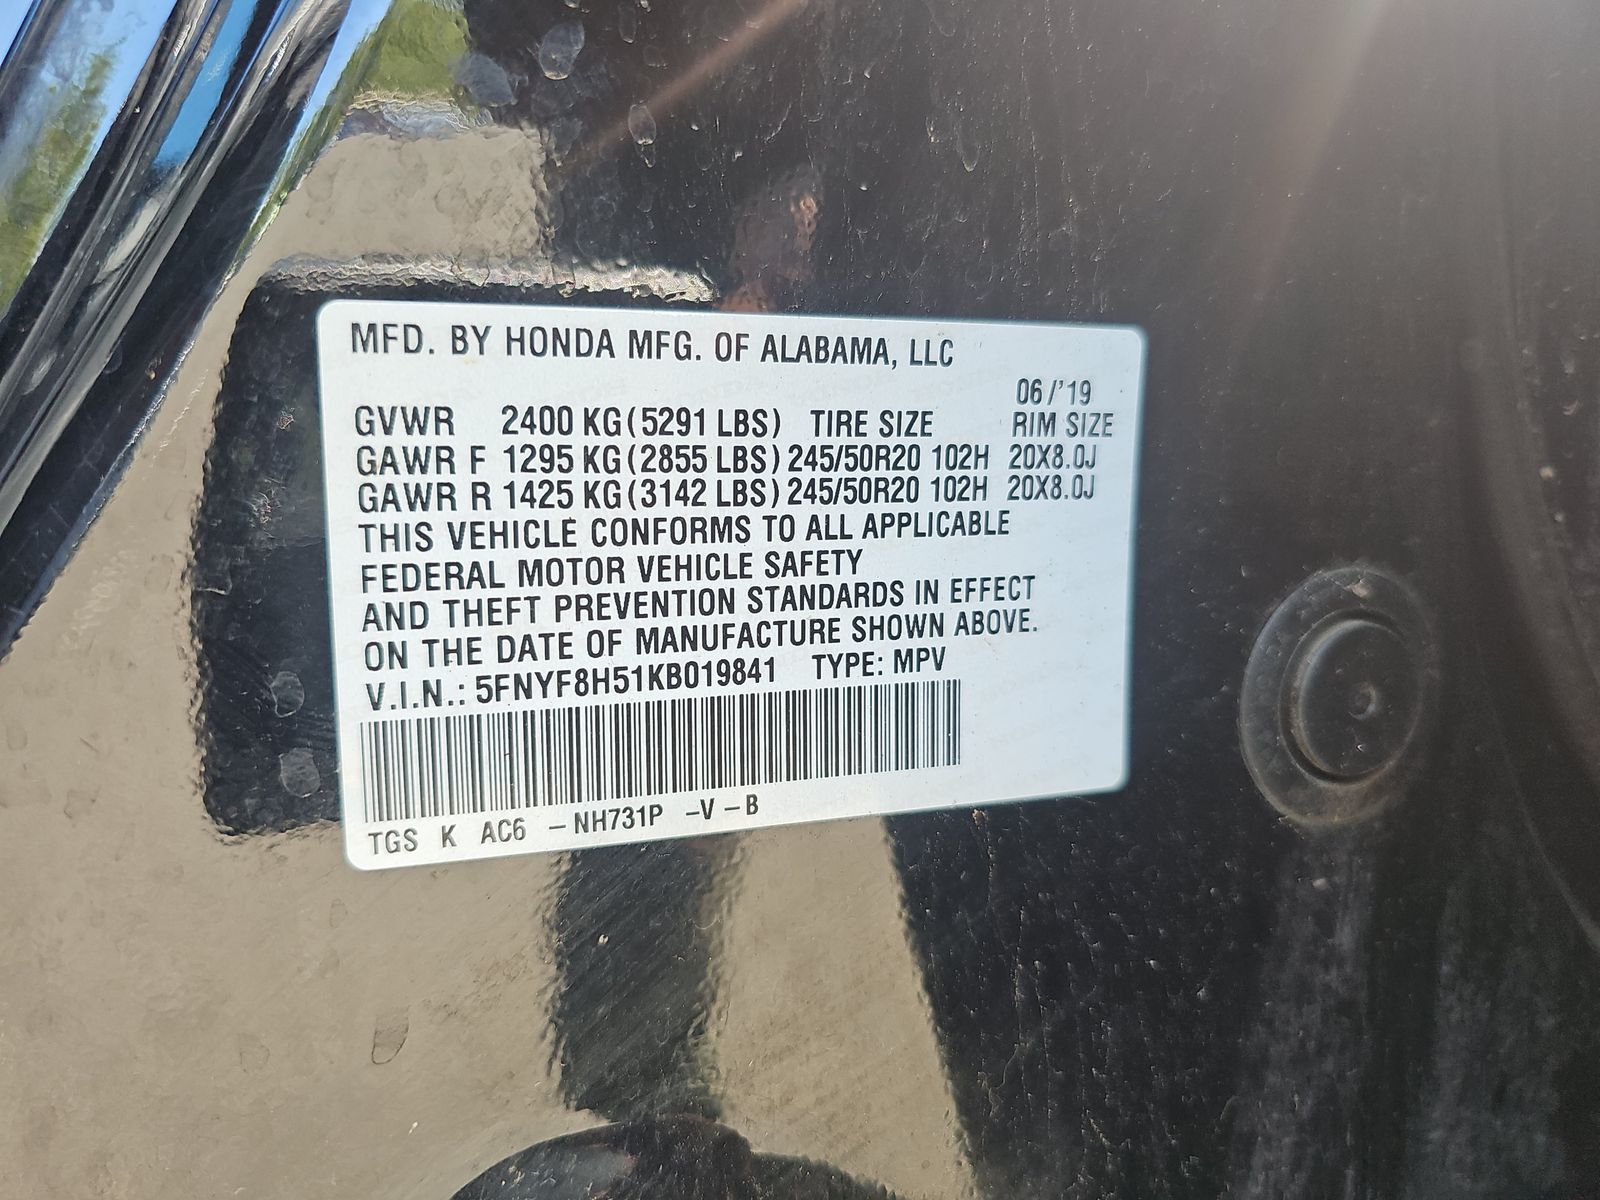 MFD. BY HONDA MFG. OF ALABAMA, LLC
06/'19
GVWR 2400 KG (5291 LBS) TIRE SIZE RIM SIZE
GAWR F 1295 KG (2855 LBS) 245/50R20 102H 20X8.0J
GAWR R 1425 KG (3142 LBS) 245/50R20 102H 20X8.0J
THIS VEHICLE CONFORMS TO ALL APPLICABLE
FEDERAL MOTOR VEHICLE SAFETY
AND THEFT PREVENTION STANDARDS IN EFFECT
ON THE DATE OF MANUFACTURE SHOWN ABOVE.
V.I.N.: 5FNYF8H51KB019841 TYPE: MPV
TGS K AC6 – NH731P – V – B